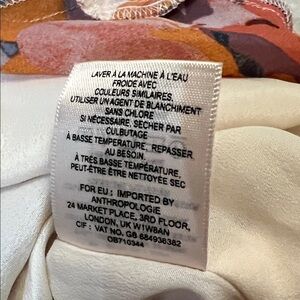 LAVER À LA MACHINE À L'EAU
FROIDE AVEC
COULEURS SIMILAIRES.
UTILISER UN AGENT DE BLANCHIMENT
SANS CHLORE
SI NÉCESSAIRE, SÉCHER PAR
CULBUTAGE
À BASSE TEMPERATURE, REPASSER
AU BESOIN.
À TRÈS BASSE TEMPÉRATURE.
PEUT-ÊTRE ÊTRE NETTOYÉE SEC
FOR EU : IMPORTED BY
ANTHROPOLOGIE
24 MARKET PLACE, 3RD FLOOR,
LONDON, UK W1W8AN
CIF : VAT NO. GB 684936382
OB710344